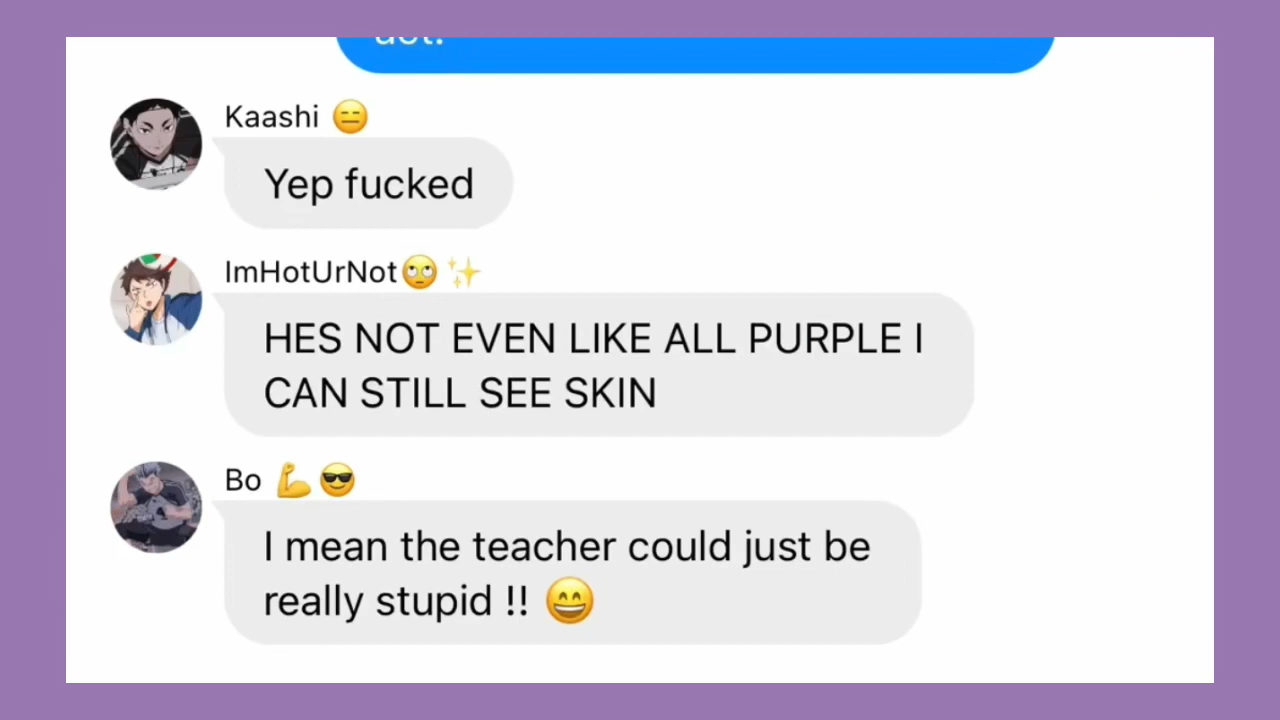 Kaashi 😑
Yep fucked
ImHotUrNot🙄✨
HES NOT EVEN LIKE ALL PURPLE I
CAN STILL SEE SKIN
Bo 💪😎
I mean the teacher could just be
really stupid !! 😄